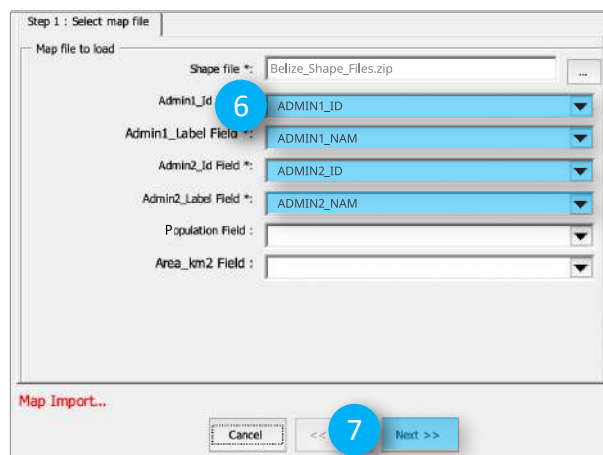 Step 1 : Select map file
Map file to load
Shape file *: Belize_Shape_Files.zip ...
Admin1_Id 6 ADMIN1_ID
Admin1_Label Field *: ADMIN1_NAM
Admin2_Id Field *: ADMIN2_ID
Admin2_Label Field *: ADMIN2_NAM
Population Field :
Area_km2 Field :
Map Import...
Cancel << 7 Next >>